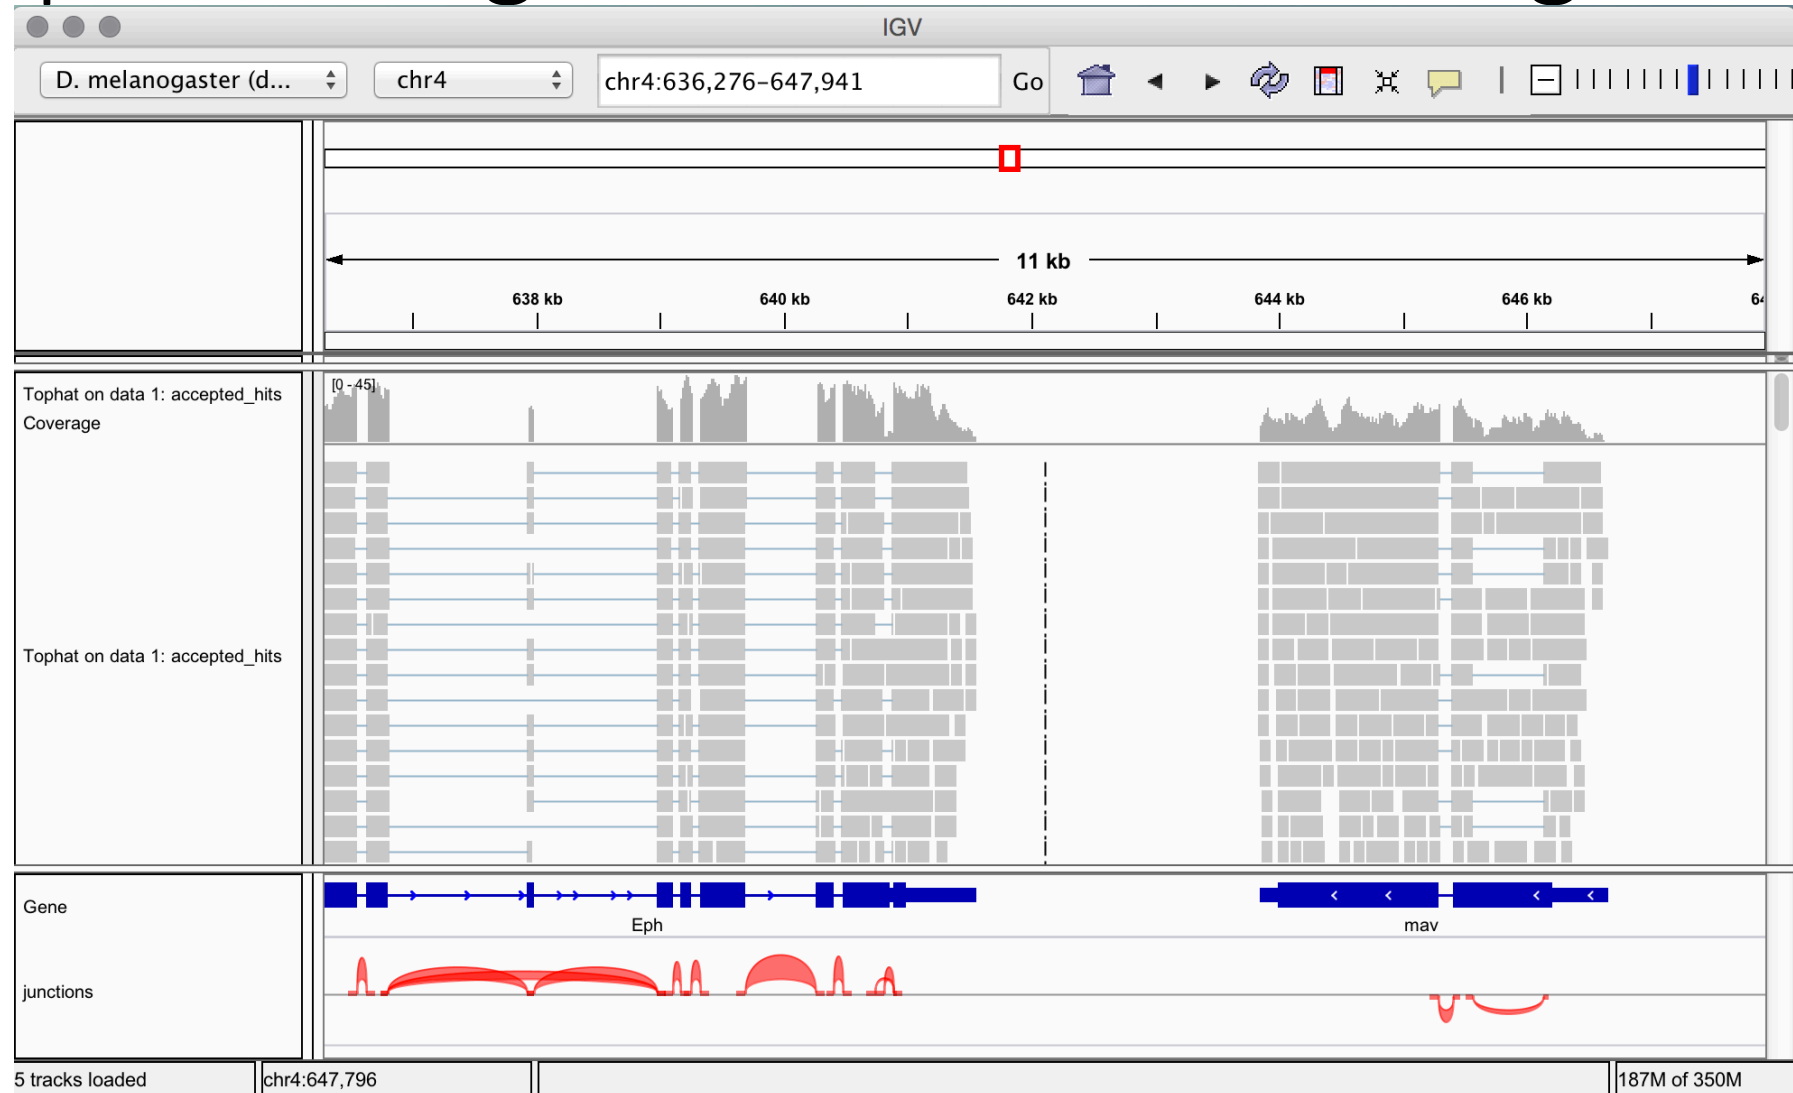 IGV
D. melanogaster (d...
chr4
chr4:636,276-647,941
Go
11 kb
638 kb
640 kb
642 kb
644 kb
646 kb
Tophat on data 1: accepted_hits
Coverage
[0 - 45]
Tophat on data 1: accepted_hits
Gene
Eph
mav
junctions
5 tracks loaded
chr4:647,796
187M of 350M